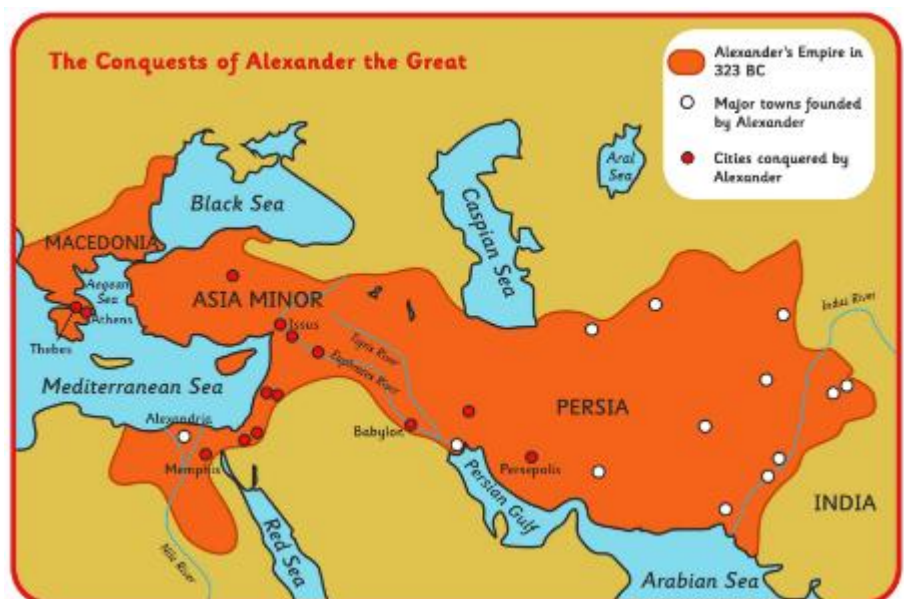 The Conquests of Alexander the Great
Alexander's Empire in
323 BC
Major towns founded
by Alexander
Cities conquered by
Alexander
Aral
Sea
Black Sea
Caspian Sea
MACEDONIA
Aegean
Sea
ASIA MINOR
Indus River
Athens
Issus
Thebes
Tigris River
Euphrates River
Mediterranean Sea
PERSIA
Alexandria
Babylon
Memphis
Persepolis
Persian Gulf
INDIA
Red Sea
Nile River
Arabian Sea